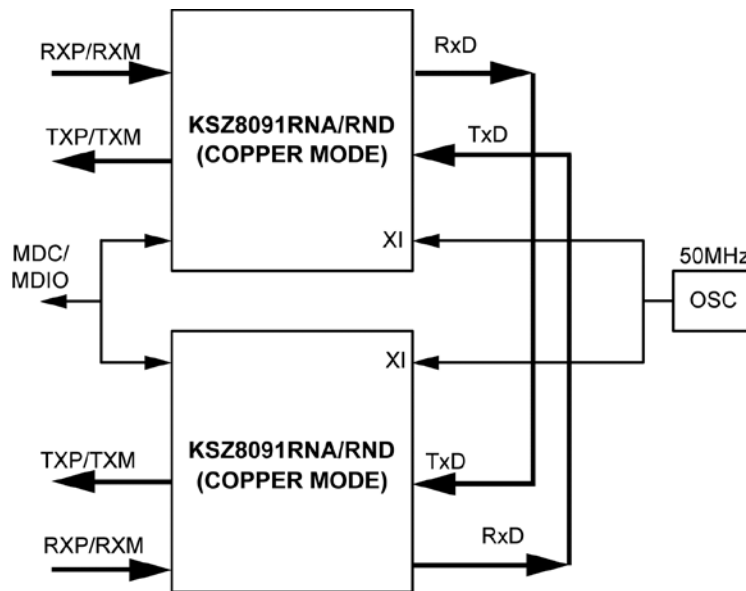 RXP/RXM
RxD
KSZ8091RNA/RND
(COPPER MODE)
TXP/TXM
TxD
XI
MDC/
MDIO
50MHz
OSC
XI
KSZ8091RNA/RND
(COPPER MODE)
TXP/TXM
TxD
RXP/RXM
RxD